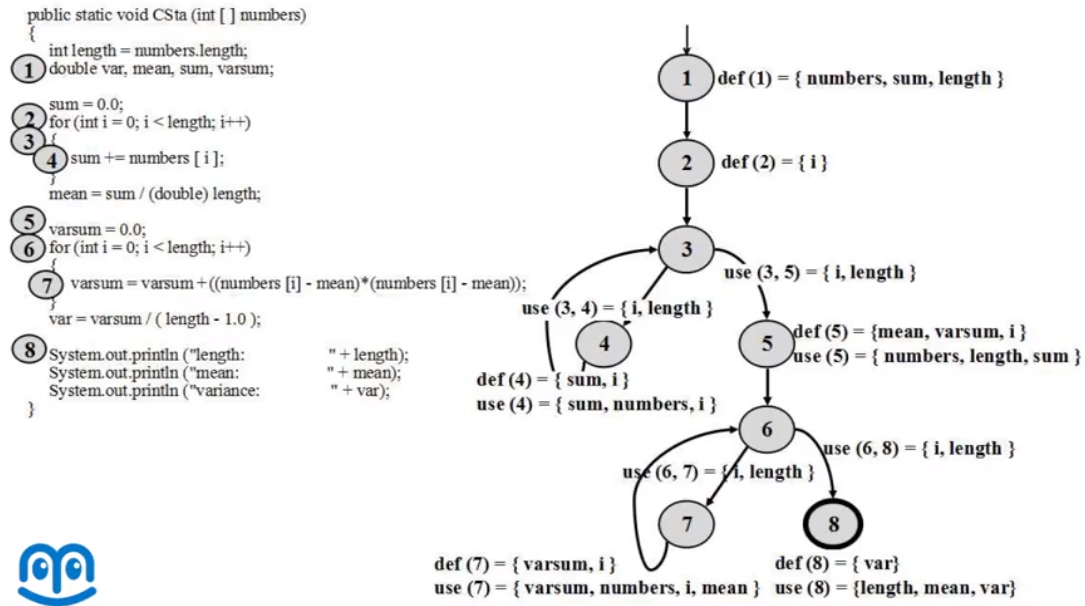 public static void CSta (int [ ] numbers)
{
int length = numbers.length;
1 double var, mean, sum, varsum;
sum = 0.0;
2 for (int i = 0; i < length; i++)
3 {
4 sum += numbers [ i ];
}
mean = sum / (double) length;
5 varsum = 0.0;
6 for (int i = 0; i < length; i++)
{
7 varsum = varsum + ((numbers [i] - mean)*(numbers [i] - mean));
}
var = varsum / ( length - 1.0 );
8 System.out.println ("length: " + length);
System.out.println ("mean: " + mean);
System.out.println ("variance: " + var);
}
1 def (1) = { numbers, sum, length }
2 def (2) = { i }
3
use (3, 5) = { i, length }
use (3, 4) = { i, length }
4
def (4) = { sum, i }
use (4) = { sum, numbers, i }
5 def (5) = {mean, varsum, i }
use (5) = { numbers, length, sum }
6
use (6, 8) = { i, length }
use (6, 7) = { i, length }
7
8
def (7) = { varsum, i }
use (7) = { varsum, numbers, i, mean }
def (8) = { var}
use (8) = {length, mean, var}